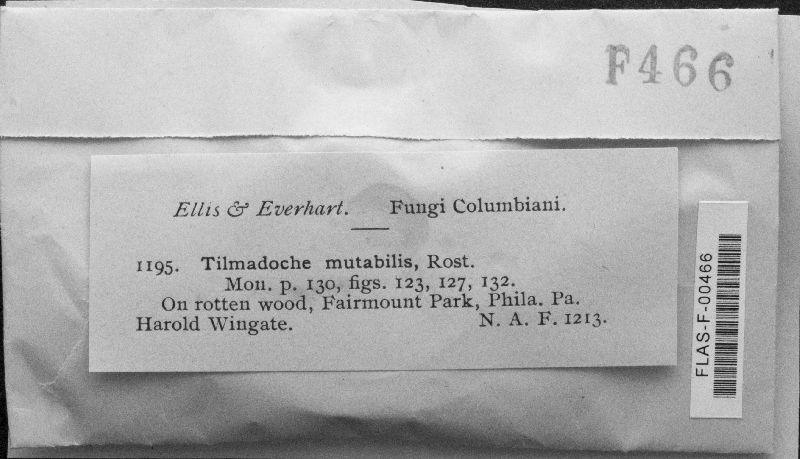 F466
Ellis & Everhart. Fungi Columbiani.
1195. Tilmadoche mutabilis, Rost.
Mon. p. 130, figs. 123, 127, 132.
On rotten wood, Fairmount Park, Phila. Pa.
Harold Wingate. N. A. F. 1213.
FLAS-F-00466